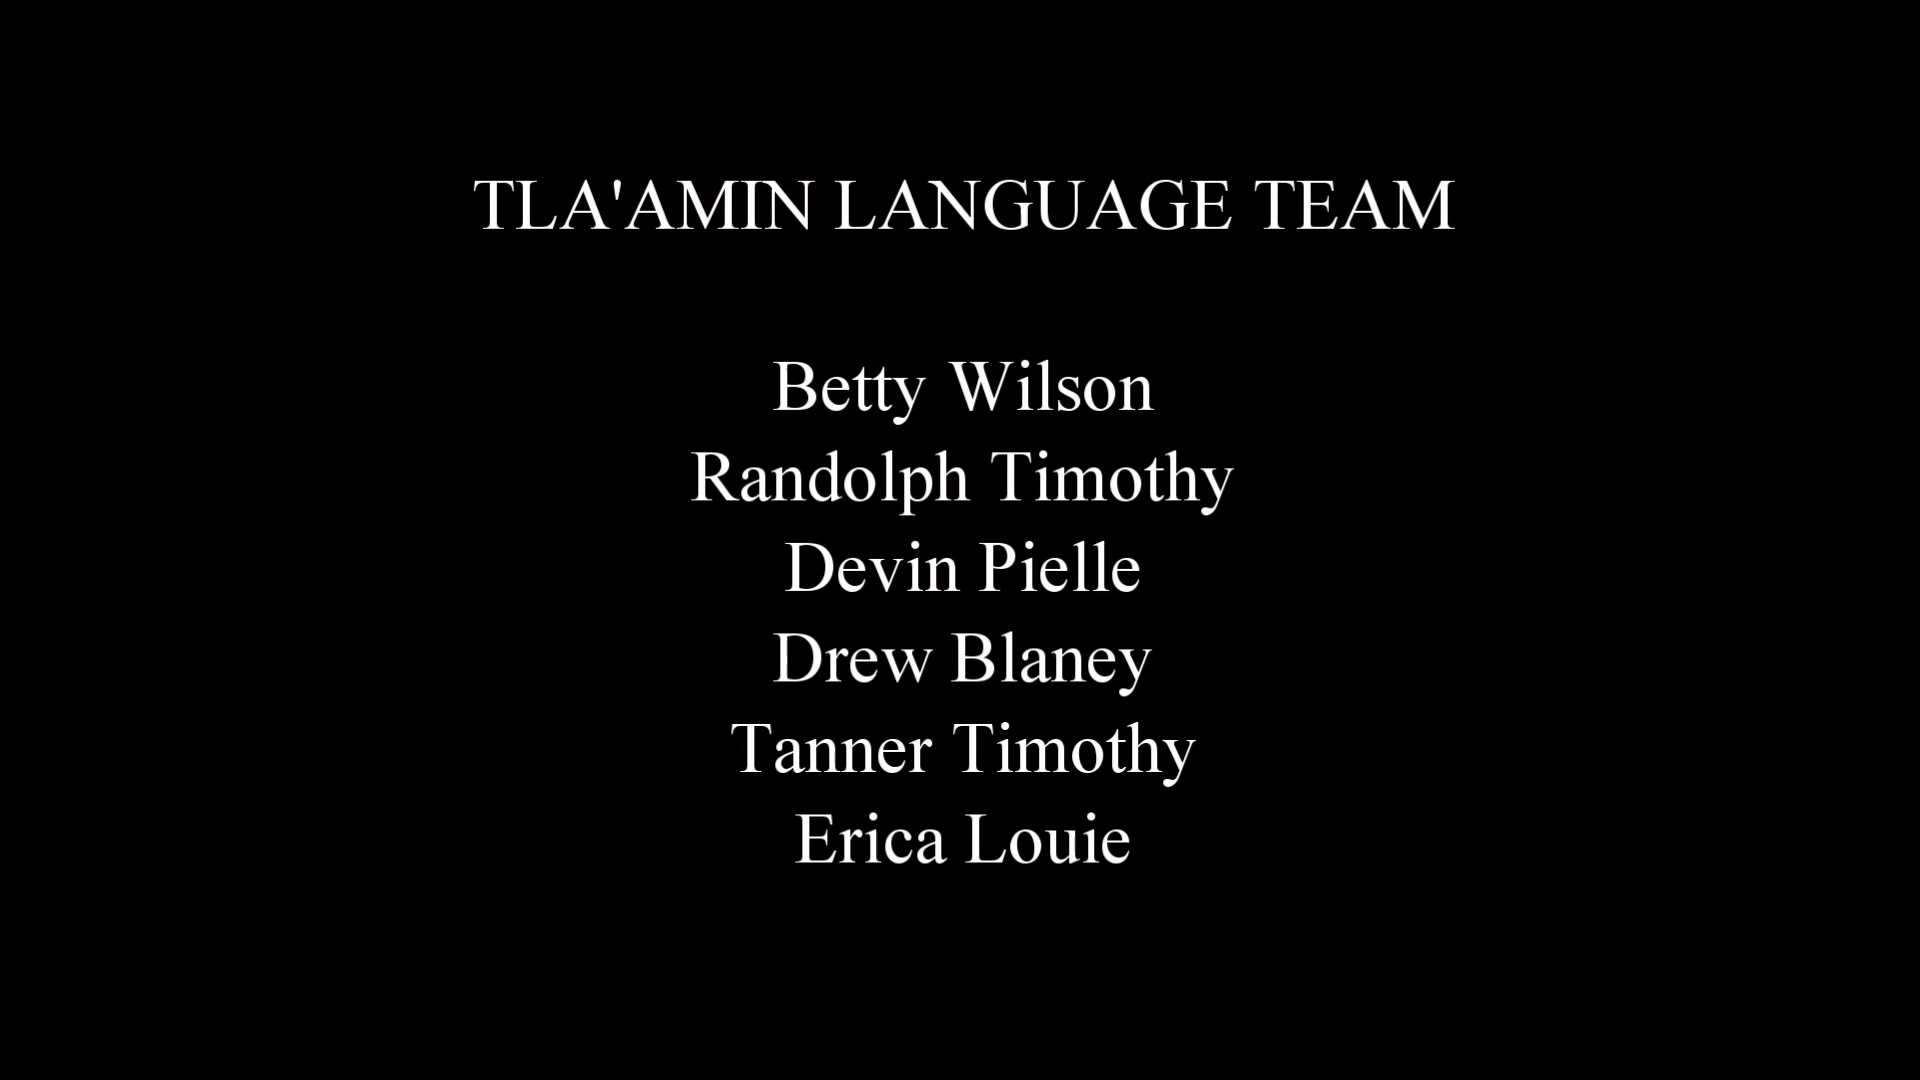 TLA'AMIN LANGUAGE TEAM
Betty Wilson
Randolph Timothy
Devin Pielle
Drew Blaney
Tanner Timothy
Erica Louie